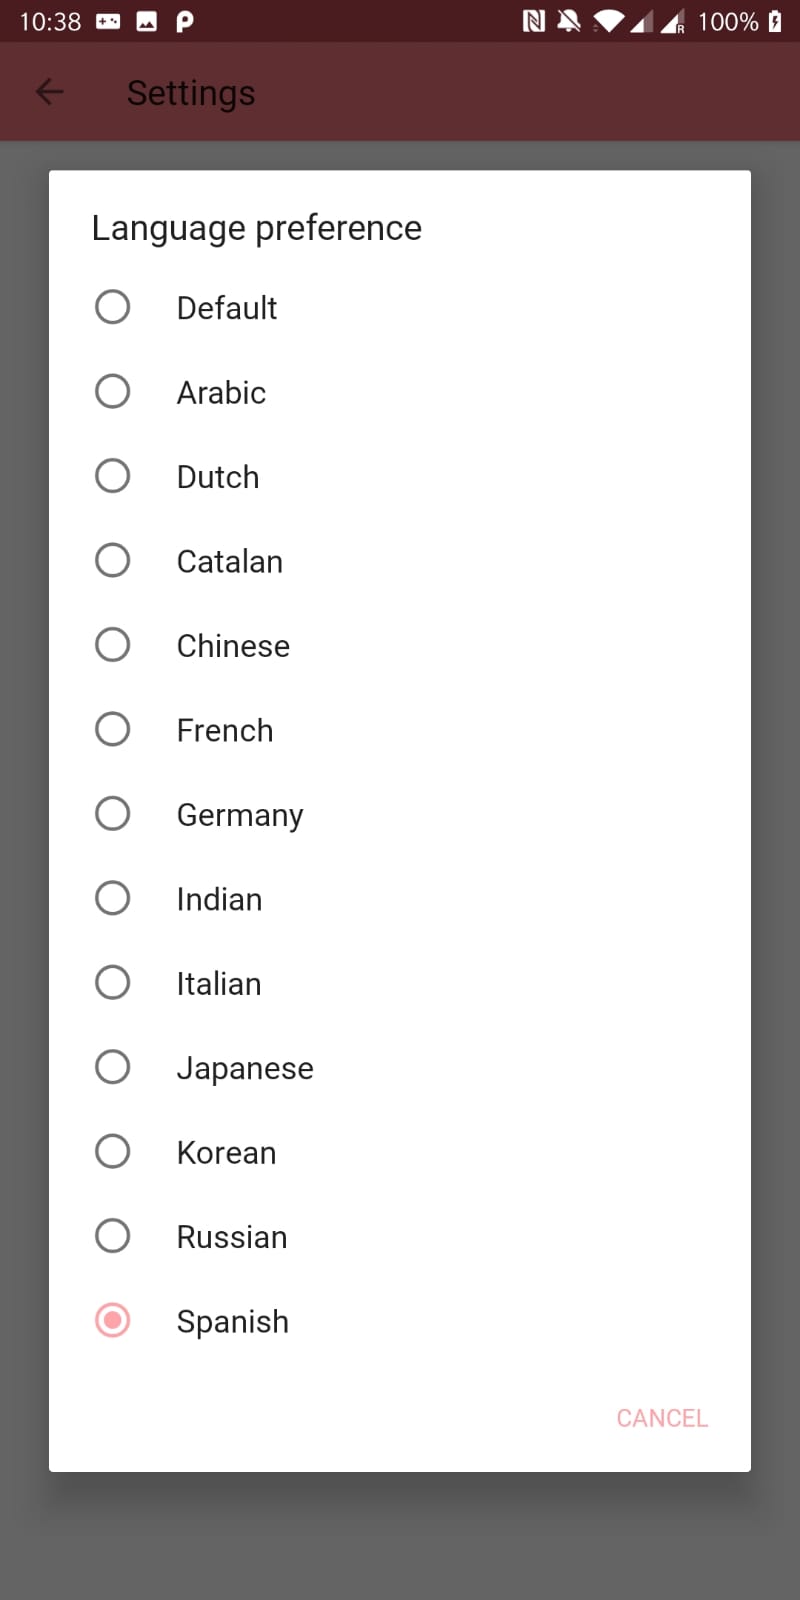 10:38
100%
Settings
Language preference
Default
Arabic
Dutch
Catalan
Chinese
French
Germany
Indian
Italian
Japanese
Korean
Russian
Spanish
CANCEL